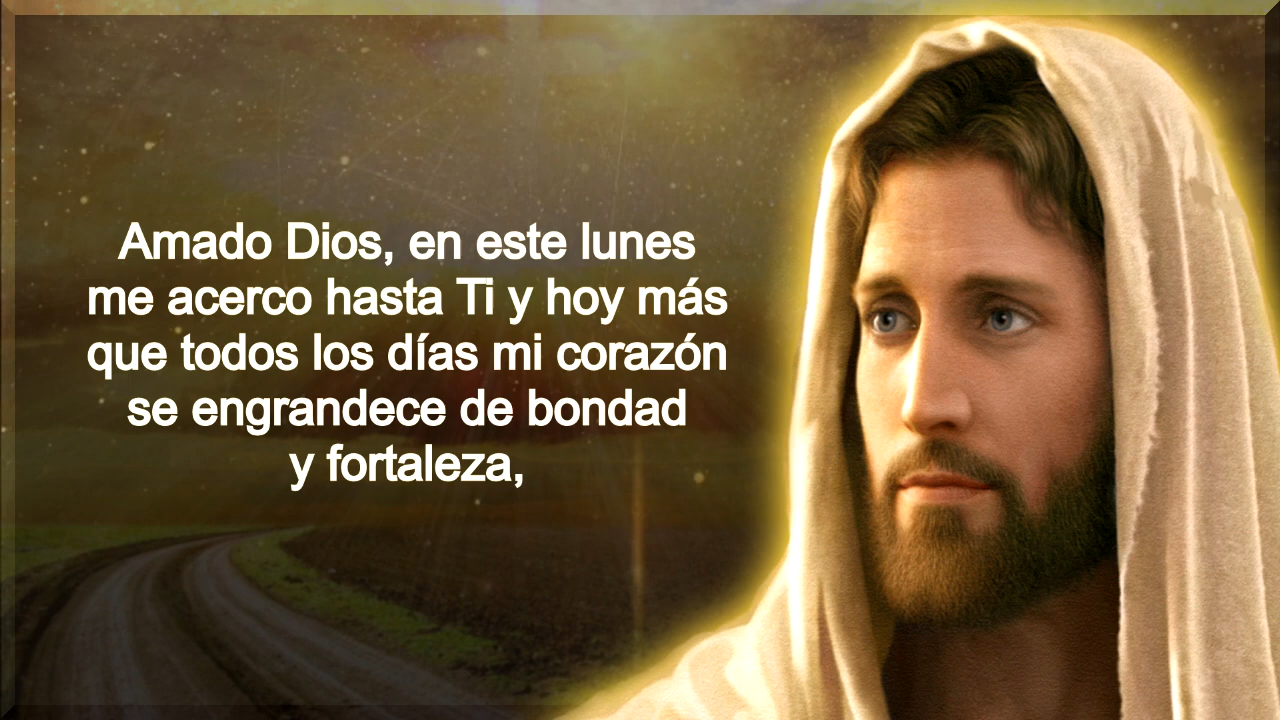 Amado Dios, en este lunes
me acerco hasta Ti y hoy más
que todos los días mi corazón
se engrandece de bondad
y fortaleza,